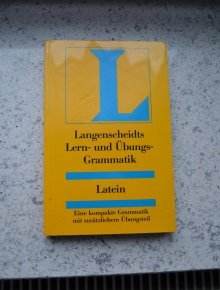 L
Langenscheidts
Lern- und Übungs-
Grammatik
Latein
Eine kompakte Grammatik
mit zusätzlichem Übungsteil